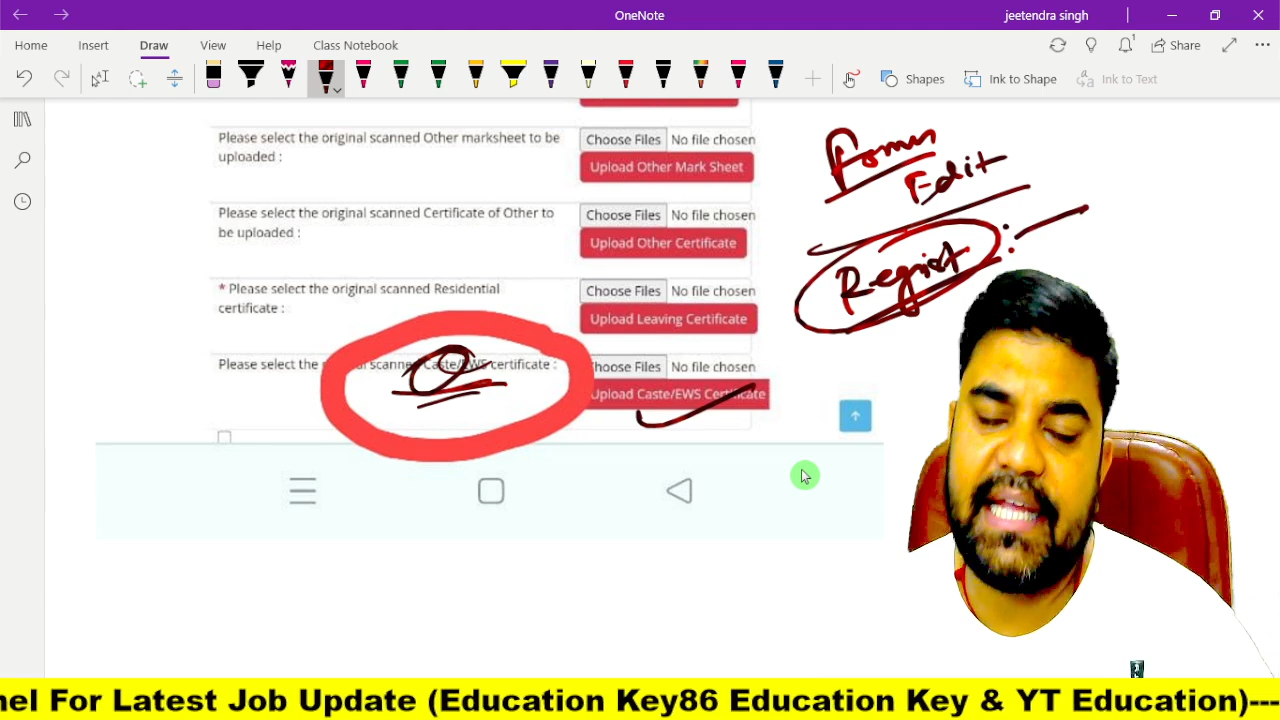 OneNote
jeetendra singh
Home Insert Draw View Help Class Notebook
Share
Shapes Ink to Shape Ink to Text
Please select the original scanned Other marksheet to be
uploaded :
Choose Files No file chosen
Upload Other Mark Sheet
Please select the original scanned Certificate of Other to
be uploaded :
Choose Files No file chosen
Upload Other Certificate
* Please select the original scanned Residential
certificate :
Choose Files No file chosen
Upload Leaving Certificate
Please select the original scanned Caste/EWS certificate :
Choose Files No file chosen
Upload Caste/EWS Certificate
Edit
Regist :
nel For Latest Job Update (Education Key86 Education Key & YT Education)---